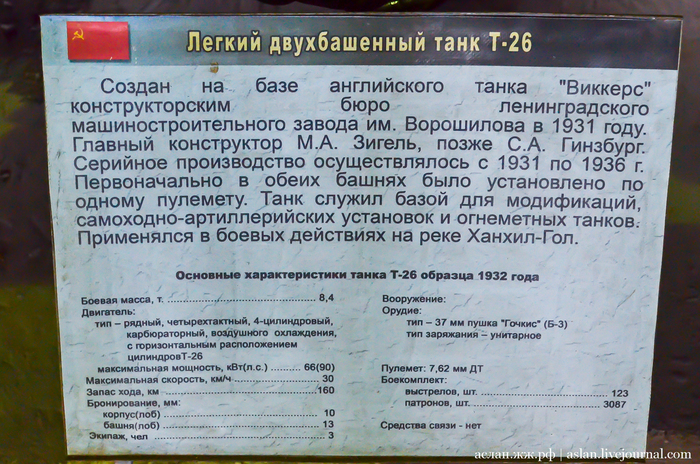 Легкий двухбашенный танк Т-26
Создан на базе английского танка "Виккерс"
конструкторским бюро ленинградского
машиностроительного завода им. Ворошилова в 1931 году.
Главный конструктор М.А. Зигель, позже С.А. Гинзбург.
Серийное производство осуществлялось с 1931 по 1936 г.
Первоначально в обеих башнях было установлено по
одному пулемету. Танк служил базой для модификаций,
самоходно-артиллерийских установок и огнеметных танков.
Применялся в боевых действиях на реке Ханхил-Гол.
Основные характеристики танка Т-26 образца 1932 года
Боевая масса, т. 8,4
Двигатель:
тип – рядный, четырехтактный, 4-цилиндровый,
карбюраторный, воздушного охлаждения,
с горизонтальным расположением
цилиндровТ-26
максимальная мощность, кВт(л.с.) 66(90)
Максимальная скорость, км/ч 30
Запас хода, км 160
Бронирование, мм:
корпус(лоб) 10
башня(лоб) 13
Экипаж, чел 3
Вооружение:
Орудие:
тип – 37 мм пушка "Гочкис" (Б-3)
тип заряжания – унитарное
Пулемет: 7,62 мм ДТ
Боекомплект:
выстрелов, шт. 123
патронов, шт. 3087
Средства связи - нет
аслан.жж.рф | aslan.livejournal.com